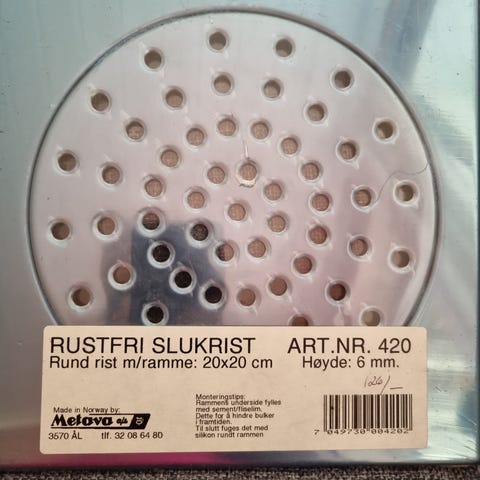 RUSTFRI SLUKRIST ART.NR. 420
Rund rist m/ramme: 20x20 cm Høyde: 6 mm.
126/_
Monteringstips:
Rammens underside fylles
med sement/fliselim.
Dette for å hindre bulker
i framtiden.
Til slutt fuges det med
silikon rundt rammen
Made in Norway by:
Metova a/s
3570 ÅL tlf. 32 08 64 80
7 049730 004202